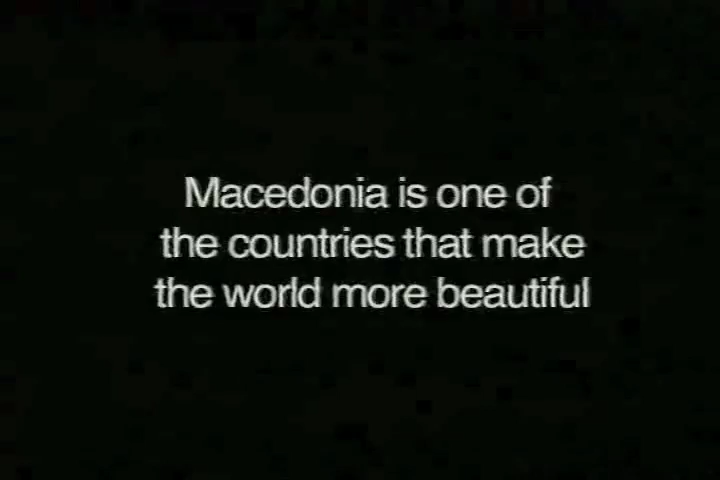 Macedonia is one of
the countries that make
the world more beautiful